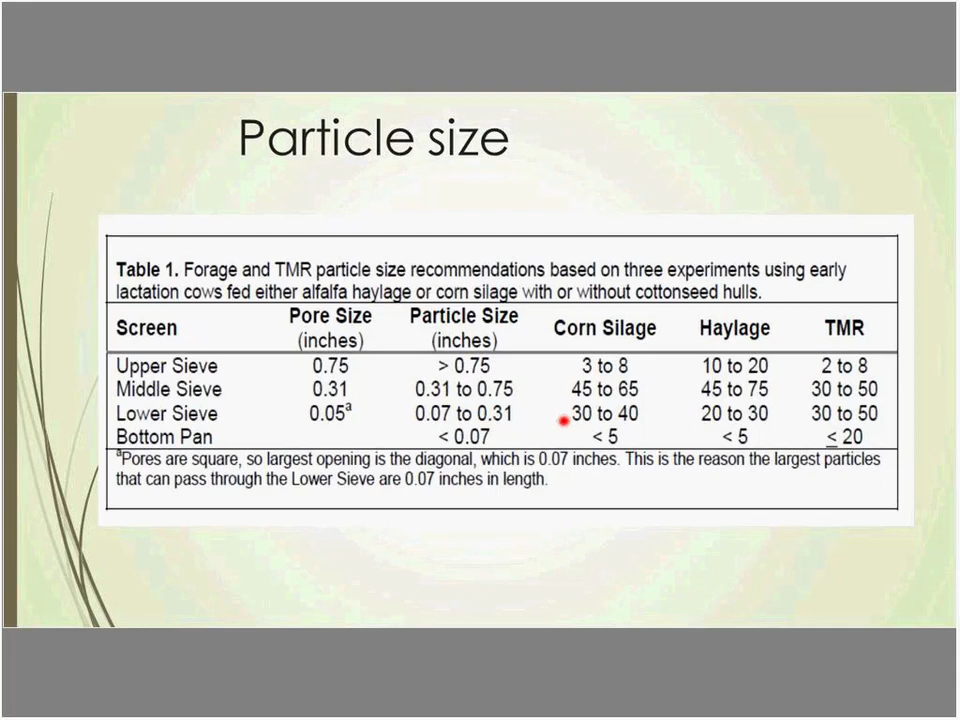 Particle size
Table 1. Forage and TMR particle size recommendations based on three experiments using early
lactation cows fed either alfalfa haylage or corn silage with or without cottonseed hulls.
Screen Pore Size (inches) Particle Size (inches) Corn Silage Haylage TMR
Upper Sieve 0.75 > 0.75 3 to 8 10 to 20 2 to 8
Middle Sieve 0.31 0.31 to 0.75 45 to 65 45 to 75 30 to 50
Lower Sieve 0.05ª 0.07 to 0.31 30 to 40 20 to 30 30 to 50
Bottom Pan < 0.07 < 5 < 5 ≤ 20
ªPores are square, so largest opening is the diagonal, which is 0.07 inches. This is the reason the largest particles
that can pass through the Lower Sieve are 0.07 inches in length.